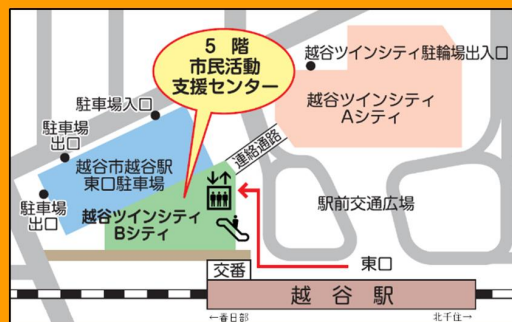 5 階
市民活動
支援センター
越谷ツインシティ駐輪場出入口
越谷ツインシティ
Aシティ
駐車場入口
駐車場
出口
連絡通路
越谷市越谷駅
東口駐車場
駐車場
出口
越谷ツインシティ
Bシティ
駅前交通広場
交番
東口
越谷駅
←春日部
北千住→